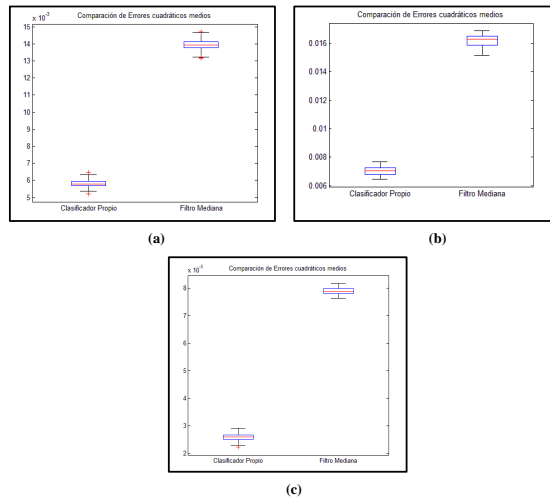 Comparación de Errores cuadráticos medios
x 10⁻³
15
14
13
12
11
10
9
8
7
6
5
Clasificador Propio Filtro Mediana
(a)
Comparación de Errores cuadráticos medios
0.016
0.014
0.01
0.008
0.006
Clasificador Propio Filtro Mediana
(b)
Comparación de Errores cuadráticos medios
x 10⁻³
8
7
6
5
4
3
2
Clasificador Propio Filtro Mediana
(c)